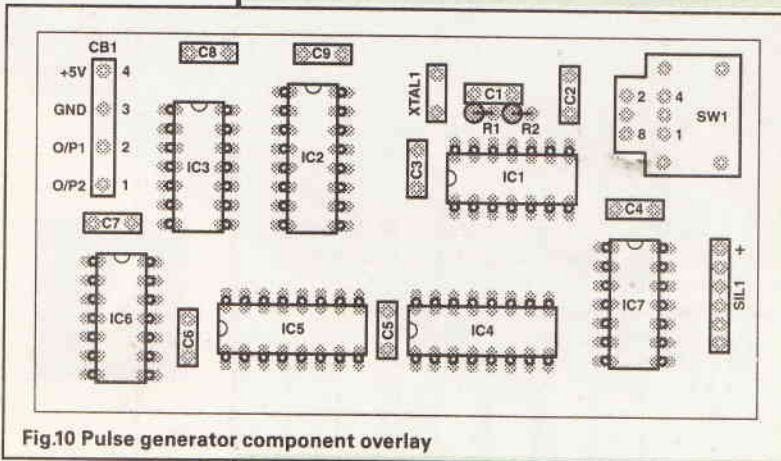 CB1
+5V 4
GND 3
O/P1 2
O/P2 1
C8
C9
XTAL1
C1
R1 R2
C2
2 4
8 1
SW1
IC3
IC2
C3
IC1
C7
C4
IC6
C6
IC5
C5
IC4
IC7
+
SIL1
Fig.10 Pulse generator component overlay